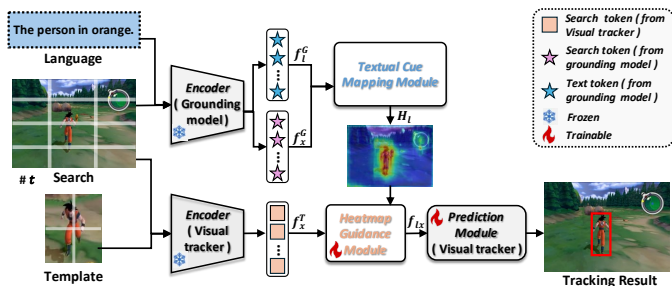 The person in orange.
Language
# t
Search
Template
Encoder
( Grounding model )
Encoder
( Visual tracker )
f_l^G
f_x^G
f_x^T
Textual Cue
Mapping Module
H_l
Heatmap
Guidance
Module
f_lx
Prediction
Module
( Visual tracker )
Tracking Result
Search token ( from
Visual tracker )
Search token ( from
grounding model )
Text token ( from
grounding model )
Frozen
Trainable